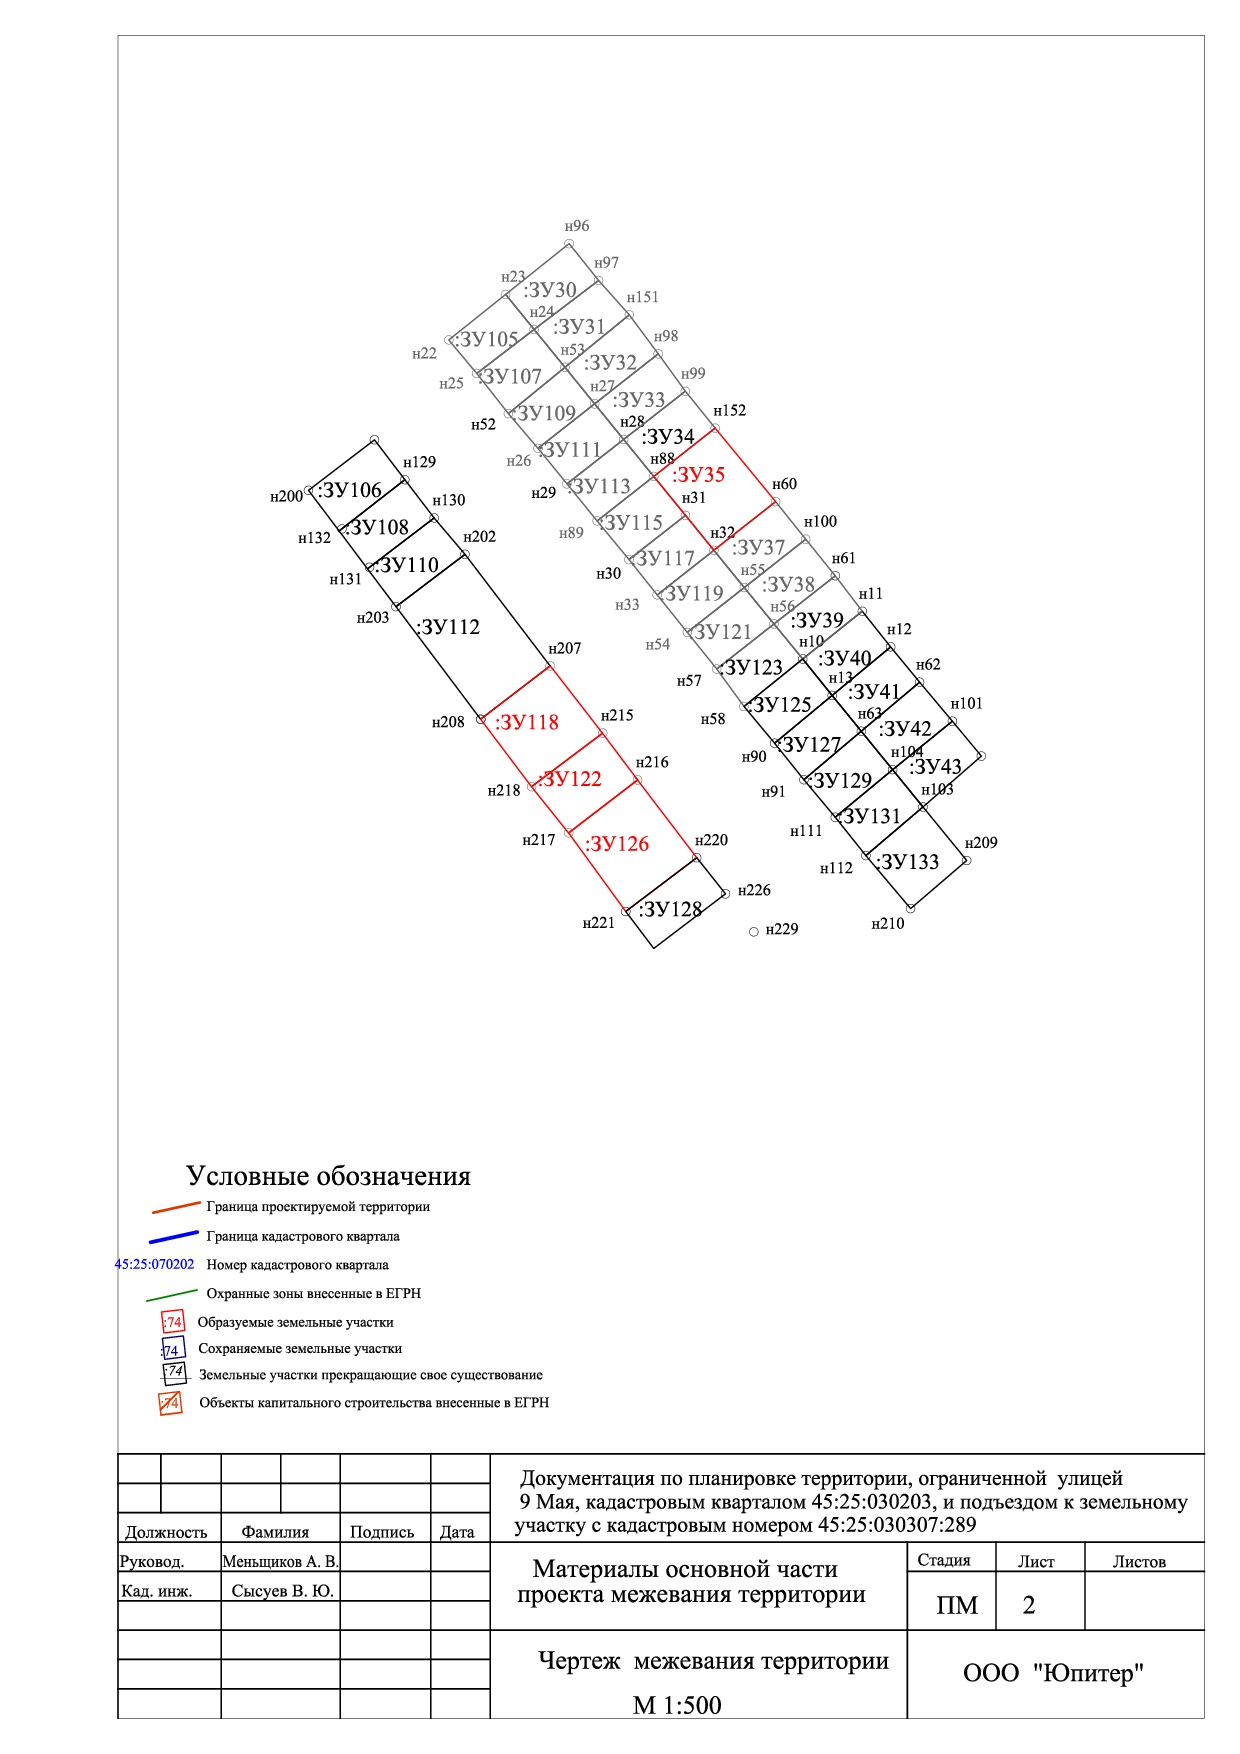 н96
н97
н23
:ЗУ30
н151
н24
:ЗУ31
:ЗУ105
н98
н22
н53
:ЗУ32
н99
н25
:ЗУ107
н27
:ЗУ33
н152
н52
:ЗУ109
н28
:ЗУ34
н26
:ЗУ111
н88
:ЗУ35
н129
н200
:ЗУ106
н29
:ЗУ113
н31
н60
н130
н132
:ЗУ108
н89
:ЗУ115
н32
н100
н202
:ЗУ37
н131
:ЗУ110
н30
:ЗУ117
н55
н61
:ЗУ38
н203
н33
:ЗУ119
н56
н11
:ЗУ39
:ЗУ112
н54
:ЗУ121
н10
н12
н207
:ЗУ40
н57
:ЗУ123
н13
н62
:ЗУ41
н208
:ЗУ118
н215
н58
:ЗУ125
н63
н101
:ЗУ42
н90
:ЗУ127
н104
:ЗУ43
н216
н218
:ЗУ122
н91
:ЗУ129
н103
н217
:ЗУ126
н111
:ЗУ131
н220
н209
н112
:ЗУ133
н226
н221
:ЗУ128
н229
н210
Условные обозначения
Граница проектируемой территории
Граница кадастрового квартала
45:25:070202 Номер кадастрового квартала
Охранные зоны внесенные в ЕГРН
:74 Образуемые земельные участки
:74 Сохраняемые земельные участки
:74 Земельные участки прекращающие свое существование
:74 Объекты капитального строительства внесенные в ЕГРН
Документация по планировке территории, ограниченной улицей
9 Мая, кадастровым кварталом 45:25:030203, и подъездом к земельному
участку с кадастровым номером 45:25:030307:289
Должность Фамилия Подпись Дата
Руковод. Меньщиков А. В.
Кад. инж. Сысуев В. Ю.
Материалы основной части
проекта межевания территории
Стадия Лист Листов
ПМ 2
Чертеж межевания территории
М 1:500
ООО "Юпитер"